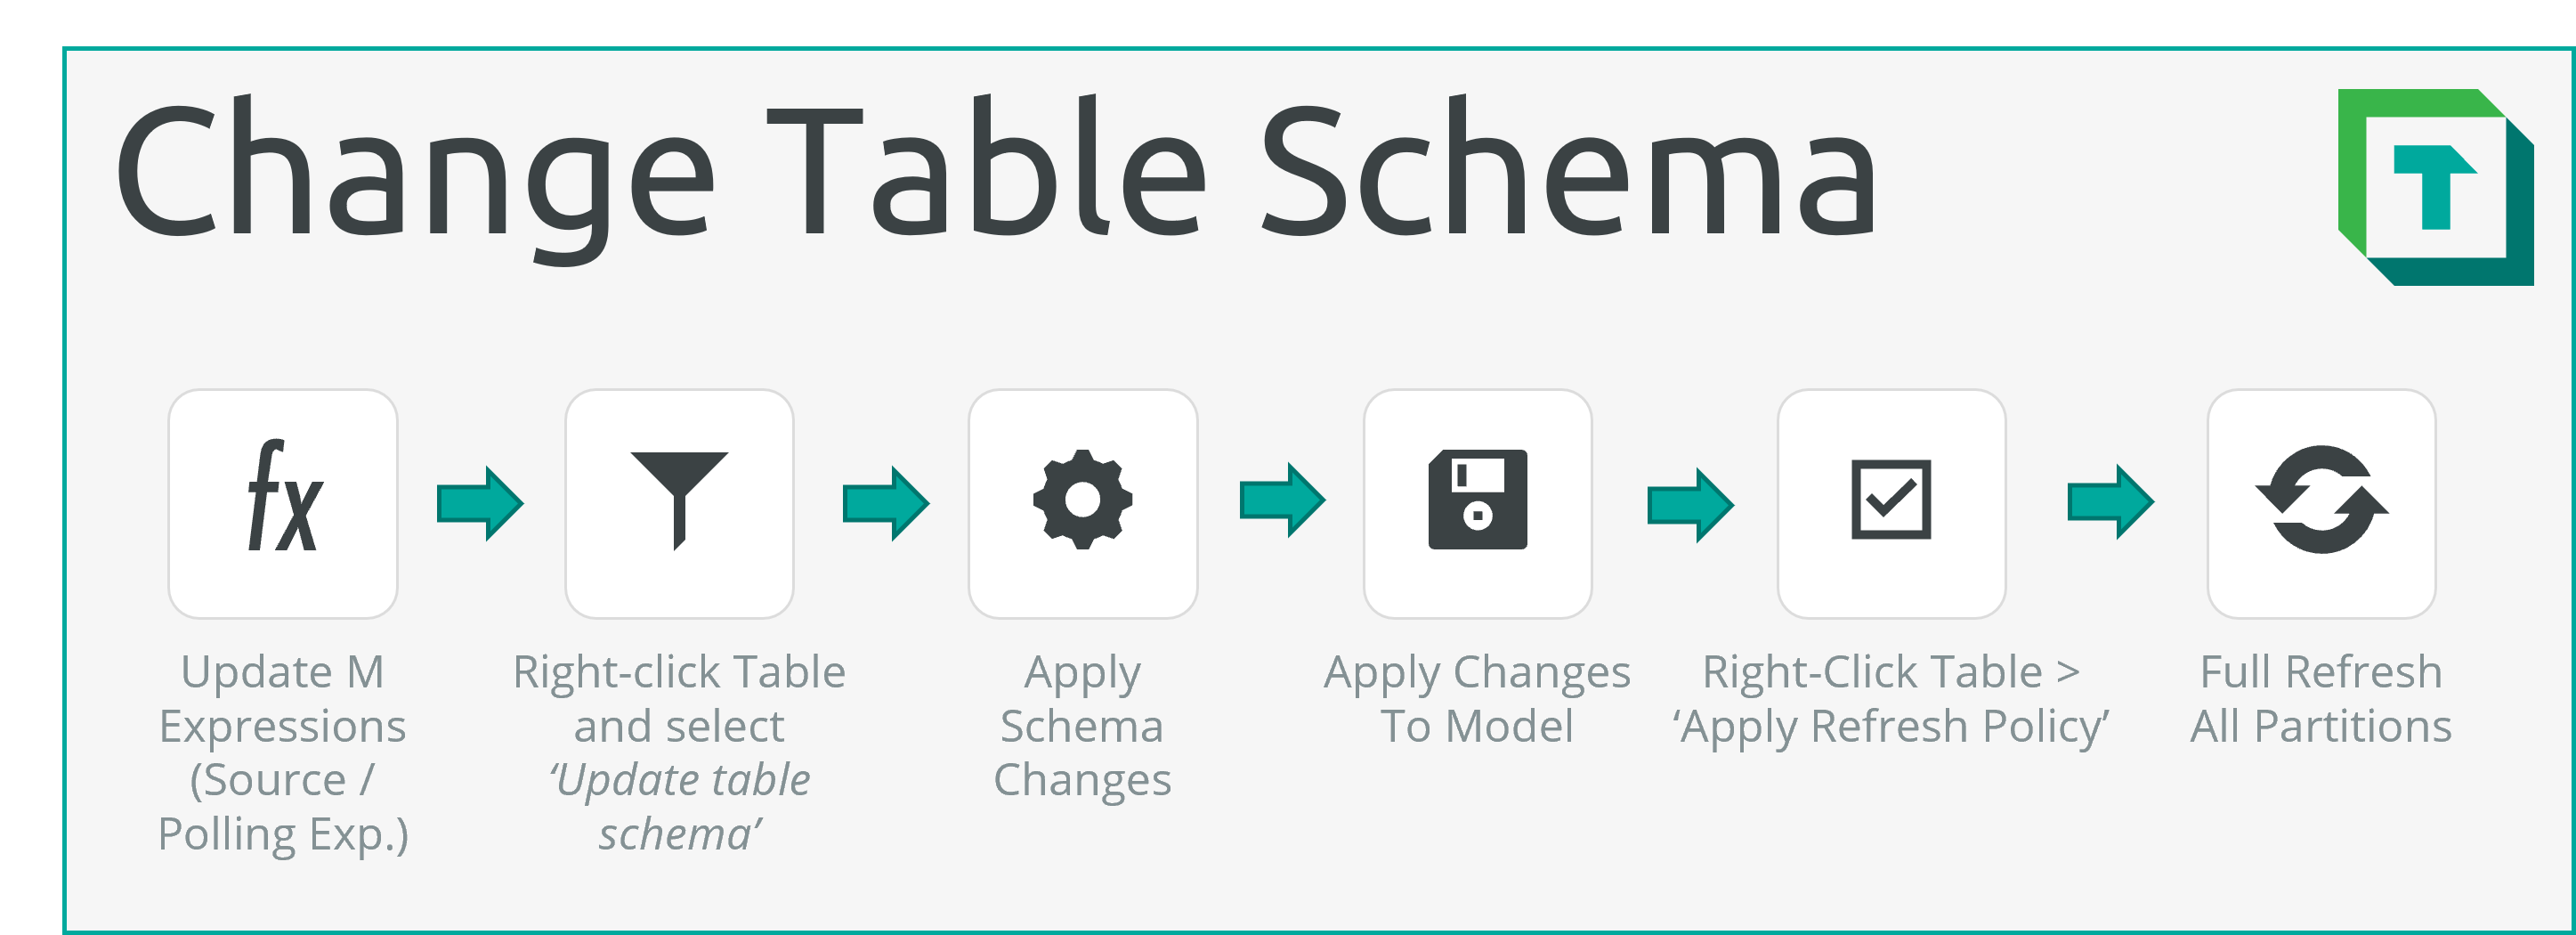 Change Table Schema
T
fx
Update M
Expressions
(Source /
Polling Exp.)
Right-click Table
and select
‘Update table
schema’
Apply
Schema
Changes
Apply Changes
To Model
Right-Click Table >
‘Apply Refresh Policy’
Full Refresh
All Partitions